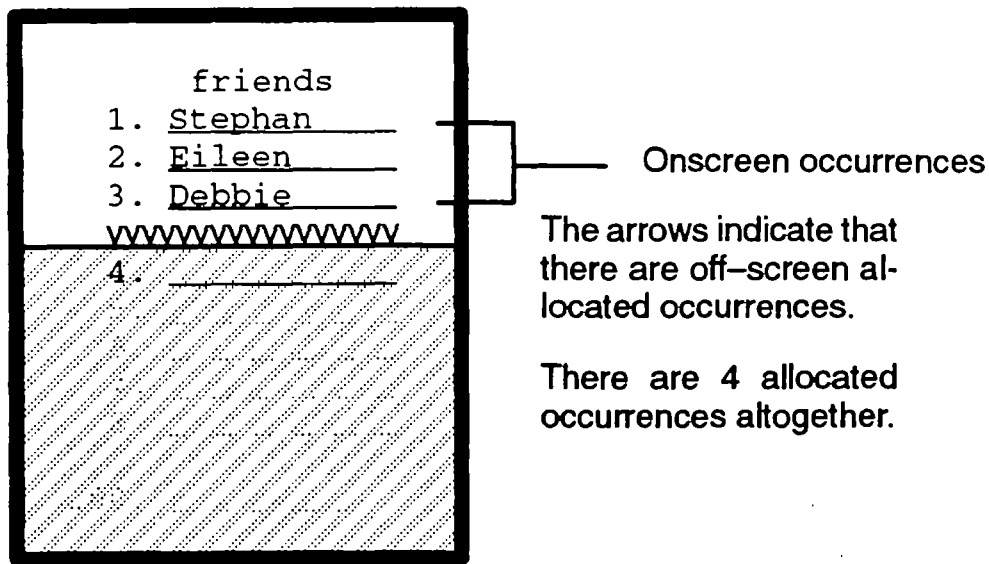 friends
1. Stephan
2. Eileen
3. Debbie
VVVVVVVVVVVVVVVVV
4.
Onscreen occurrences
The arrows indicate that
there are off–screen al-
located occurrences.
There are 4 allocated
occurrences altogether.